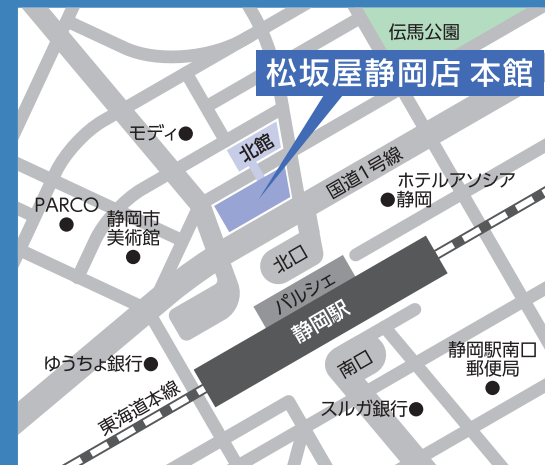 伝馬公園
松坂屋静岡店 本館
モディ
北館
国道1号線
ホテルアソシア
静岡
PARCO
静岡市
美術館
北口
パルシェ
静岡駅
ゆうちょ銀行
南口
静岡駅南口
郵便局
東海道本線
スルガ銀行